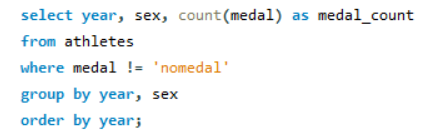 select year, sex, count(medal) as medal_count
from athletes
where medal != 'nomedal'
group by year, sex
order by year;